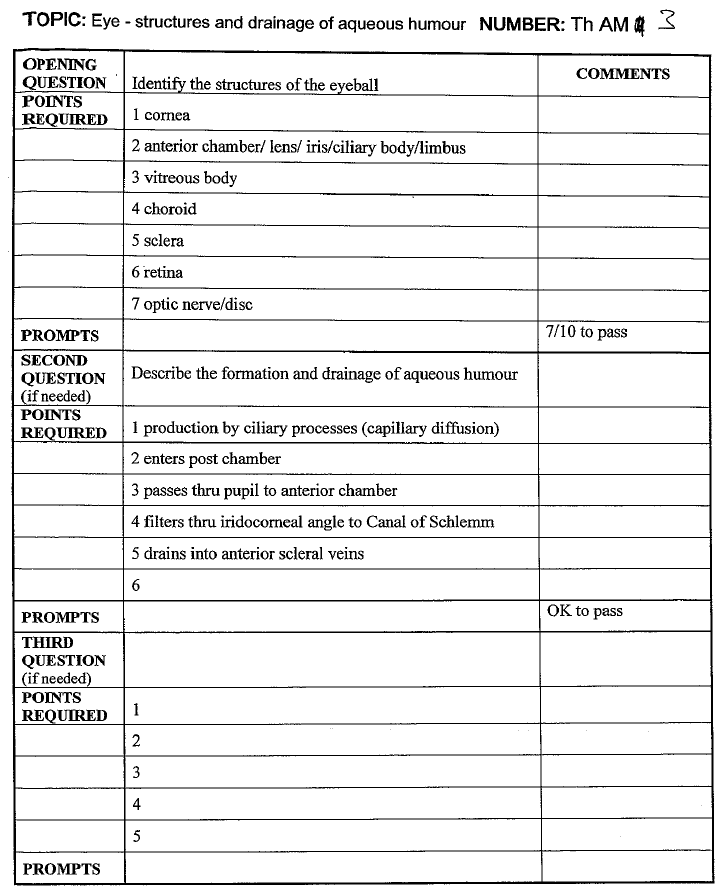 TOPIC: Eye - structures and drainage of aqueous humour NUMBER: Th AM 3
OPENING QUESTION Identify the structures of the eyeball COMMENTS
POINTS REQUIRED 1 cornea
2 anterior chamber/ lens/ iris/ciliary body/limbus
3 vitreous body
4 choroid
5 sclera
6 retina
7 optic nerve/disc
PROMPTS 7/10 to pass
SECOND QUESTION (if needed) Describe the formation and drainage of aqueous humour
POINTS REQUIRED 1 production by ciliary processes (capillary diffusion)
2 enters post chamber
3 passes thru pupil to anterior chamber
4 filters thru iridocorneal angle to Canal of Schlemm
5 drains into anterior scleral veins
6
PROMPTS OK to pass
THIRD QUESTION (if needed)
POINTS REQUIRED 1
2
3
4
5
PROMPTS